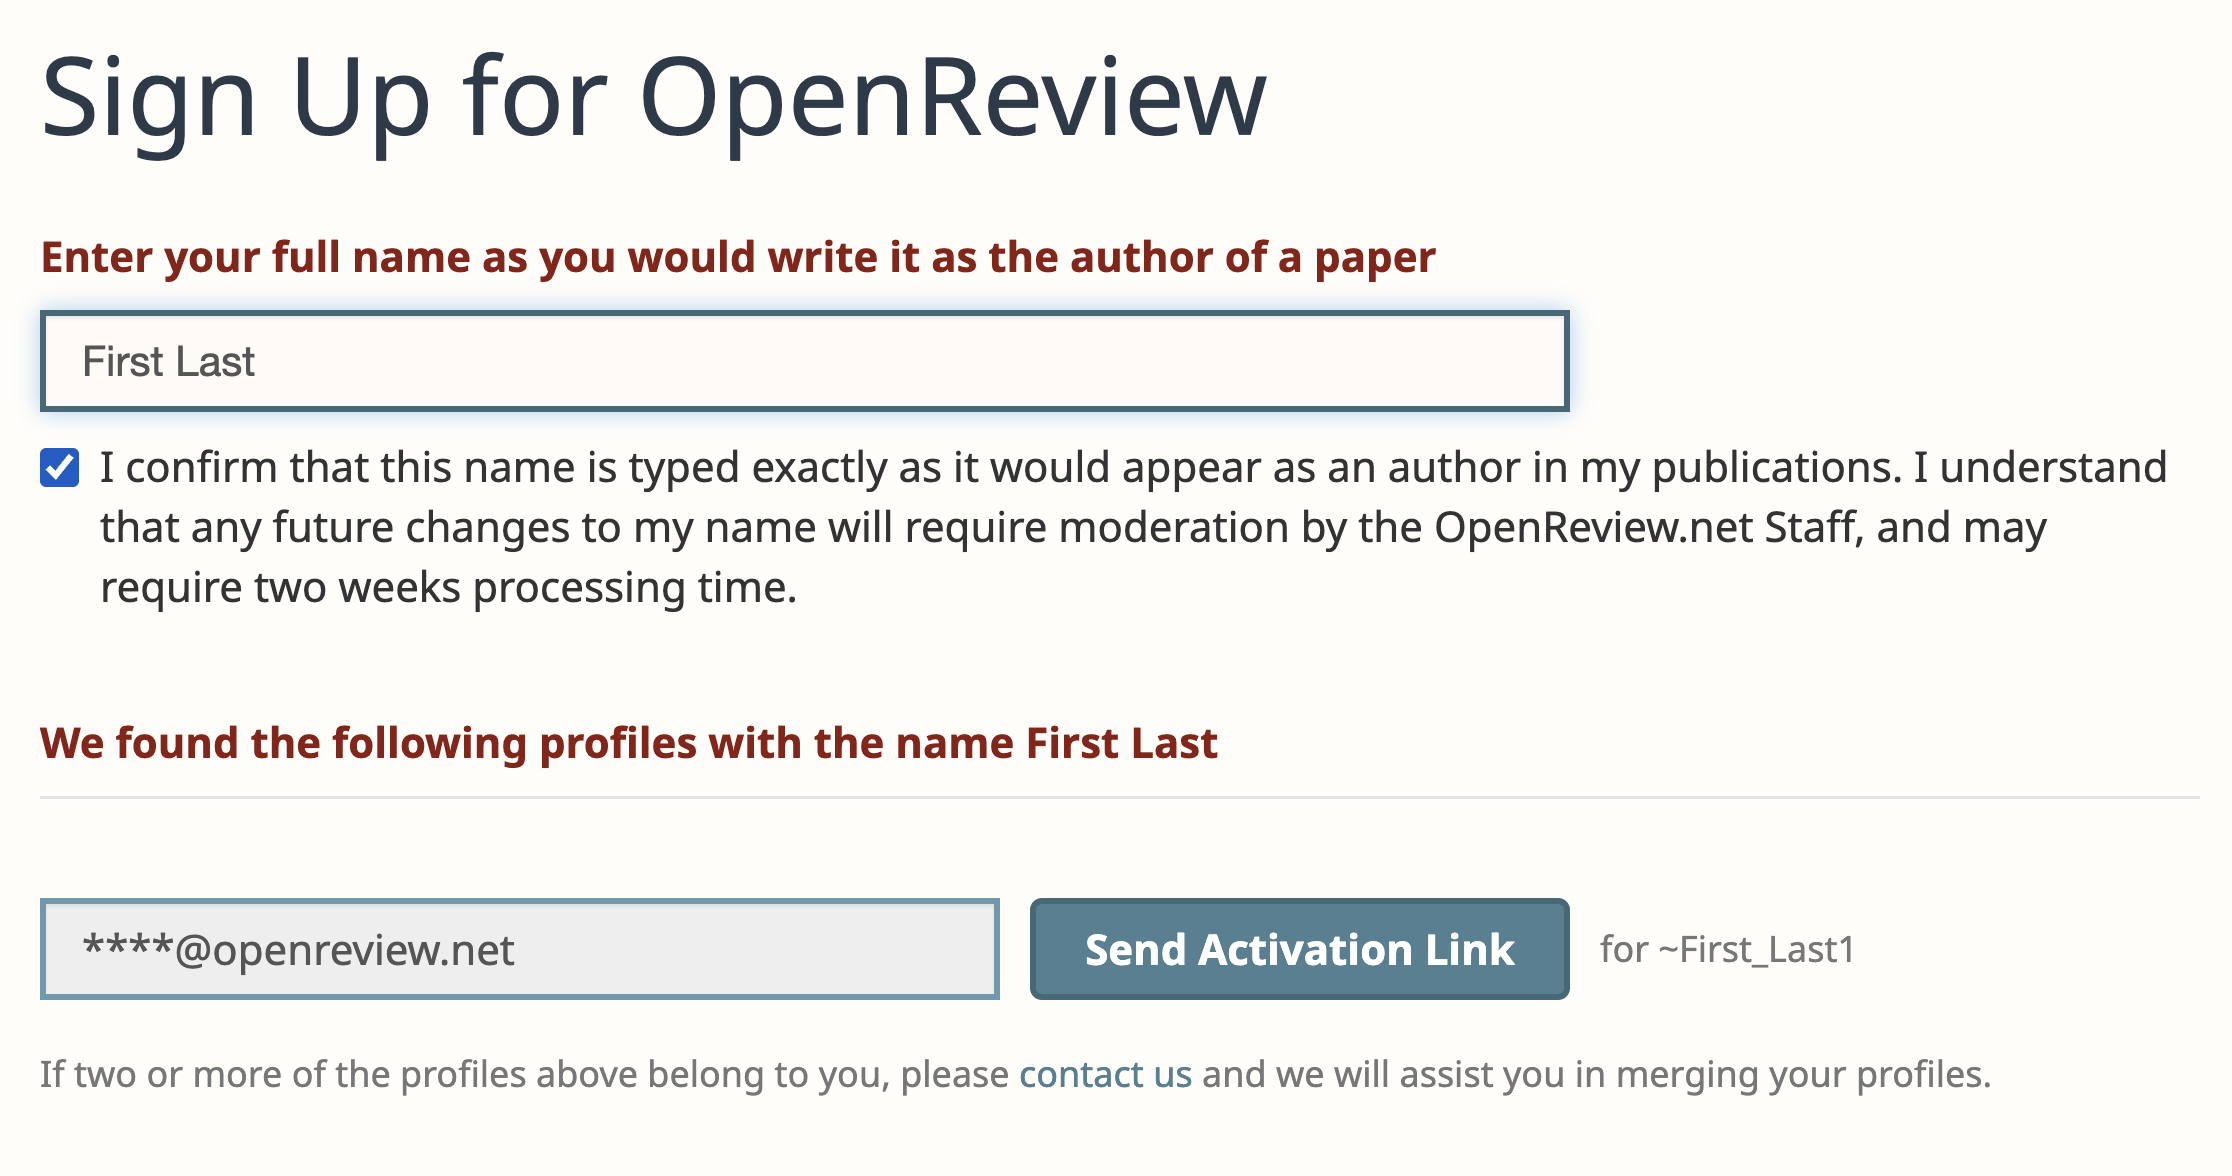 Sign Up for OpenReview
Enter your full name as you would write it as the author of a paper
First Last
I confirm that this name is typed exactly as it would appear as an author in my publications. I understand
that any future changes to my name will require moderation by the OpenReview.net Staff, and may
require two weeks processing time.
We found the following profiles with the name First Last
****@openreview.net Send Activation Link for ~First_Last1
If two or more of the profiles above belong to you, please contact us and we will assist you in merging your profiles.